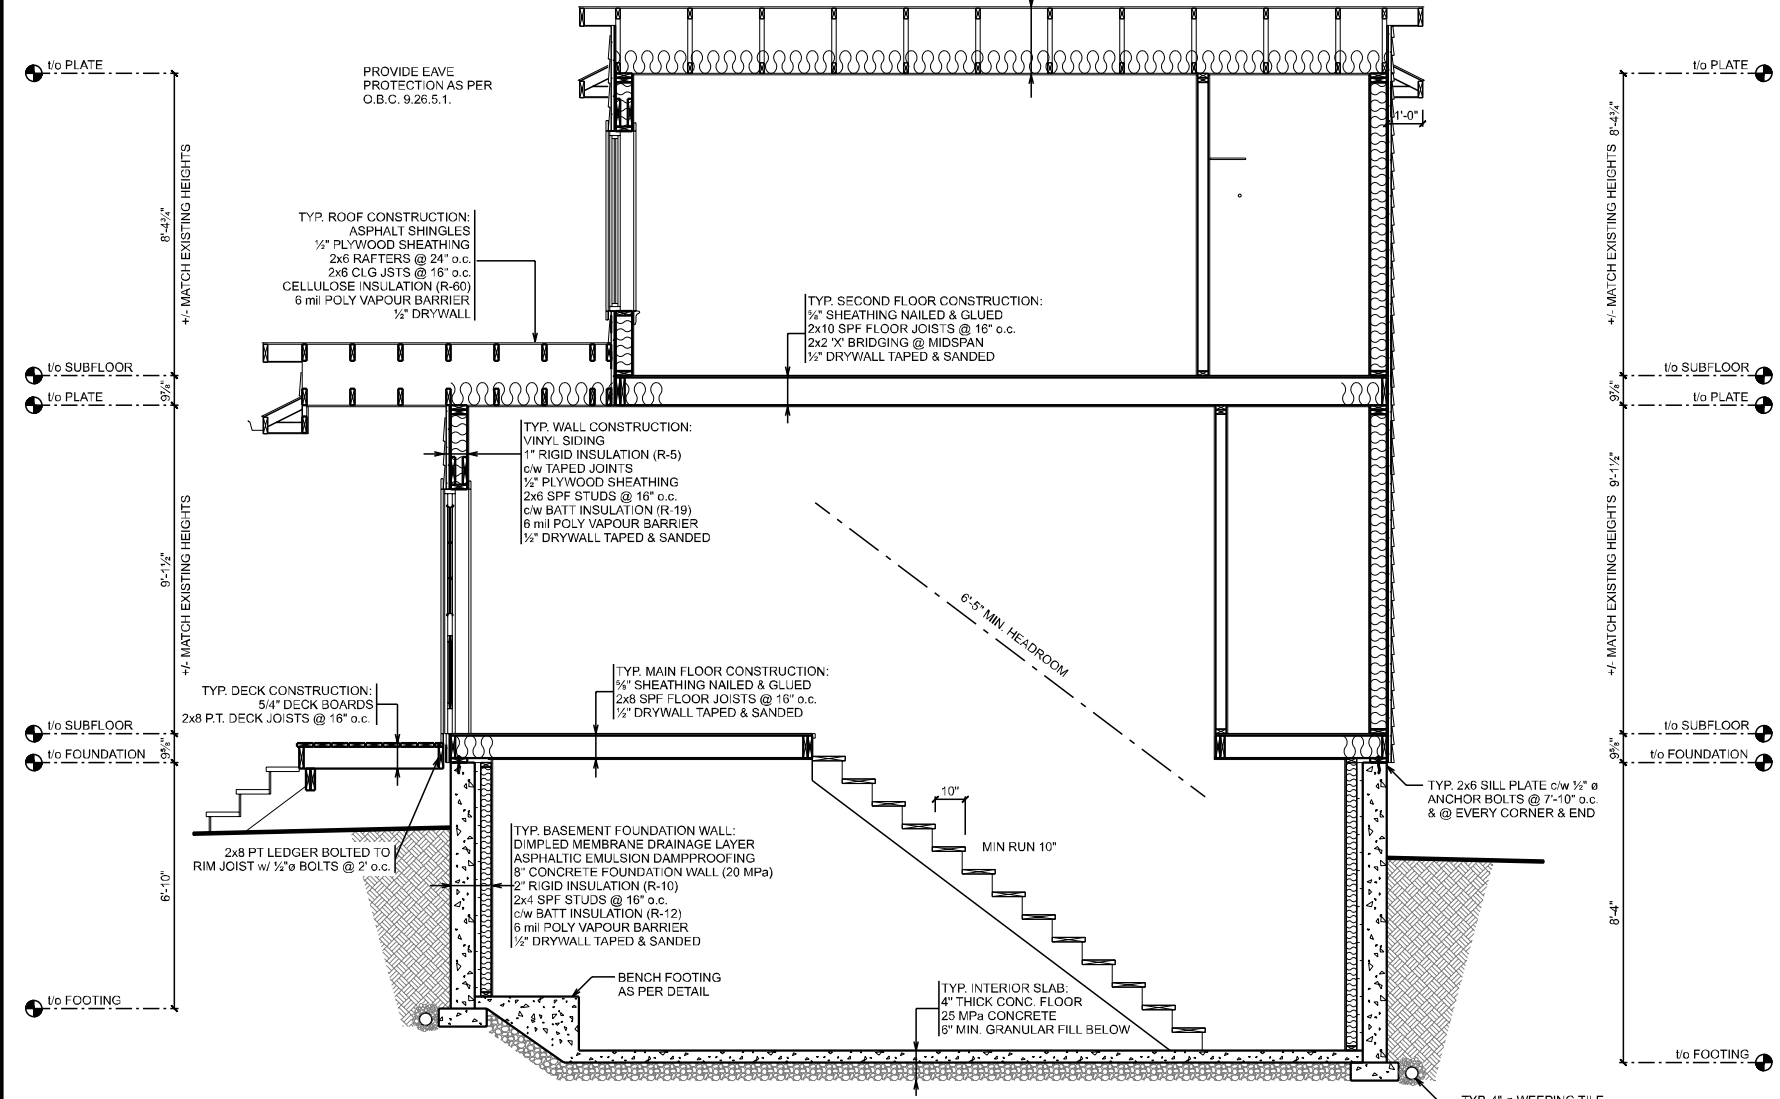 t/o PLATE
PROVIDE EAVE
PROTECTION AS PER
O.B.C. 9.26.5.1.
t/o PLATE
1'-0"
8'-4¾"
+/- MATCH EXISTING HEIGHTS
+/- MATCH EXISTING HEIGHTS 8'-4¾"
TYP. ROOF CONSTRUCTION:
ASPHALT SHINGLES
½" PLYWOOD SHEATHING
2x6 RAFTERS @ 24" o.c.
2x6 CLG JSTS @ 16" o.c.
CELLULOSE INSULATION (R-60)
6 mil POLY VAPOUR BARRIER
½" DRYWALL
TYP. SECOND FLOOR CONSTRUCTION:
⅝" SHEATHING NAILED & GLUED
2x10 SPF FLOOR JOISTS @ 16" o.c.
2x2 'X' BRIDGING @ MIDSPAN
½" DRYWALL TAPED & SANDED
t/o SUBFLOOR
t/o SUBFLOOR
9⅞"
9⅞"
t/o PLATE
t/o PLATE
TYP. WALL CONSTRUCTION:
VINYL SIDING
1" RIGID INSULATION (R-5)
c/w TAPED JOINTS
½" PLYWOOD SHEATHING
2x6 SPF STUDS @ 16" o.c.
c/w BATT INSULATION (R-19)
6 mil POLY VAPOUR BARRIER
½" DRYWALL TAPED & SANDED
9'-1½"
+/- MATCH EXISTING HEIGHTS
+/- MATCH EXISTING HEIGHTS 9'-1½"
6'-5" MIN. HEADROOM
TYP. MAIN FLOOR CONSTRUCTION:
⅝" SHEATHING NAILED & GLUED
2x8 SPF FLOOR JOISTS @ 16" o.c.
½" DRYWALL TAPED & SANDED
TYP. DECK CONSTRUCTION:
5/4" DECK BOARDS
2x8 P.T. DECK JOISTS @ 16" o.c.
t/o SUBFLOOR
t/o SUBFLOOR
9⅝"
9⅝"
t/o FOUNDATION
t/o FOUNDATION
TYP. 2x6 SILL PLATE c/w ½" ø
ANCHOR BOLTS @ 7'-10" o.c.
& @ EVERY CORNER & END
10"
MIN RUN 10"
2x8 PT LEDGER BOLTED TO
RIM JOIST w/ ½"ø BOLTS @ 2' o.c.
TYP. BASEMENT FOUNDATION WALL:
DIMPLED MEMBRANE DRAINAGE LAYER
ASPHALTIC EMULSION DAMPPROOFING
8" CONCRETE FOUNDATION WALL (20 MPa)
2" RIGID INSULATION (R-10)
2x4 SPF STUDS @ 16" o.c.
c/w BATT INSULATION (R-12)
6 mil POLY VAPOUR BARRIER
½" DRYWALL TAPED & SANDED
6'-10"
8'-4"
BENCH FOOTING
AS PER DETAIL
TYP. INTERIOR SLAB:
4" THICK CONC. FLOOR
25 MPa CONCRETE
6" MIN. GRANULAR FILL BELOW
t/o FOOTING
t/o FOOTING
TYP. 4" ø WEEPING TILE